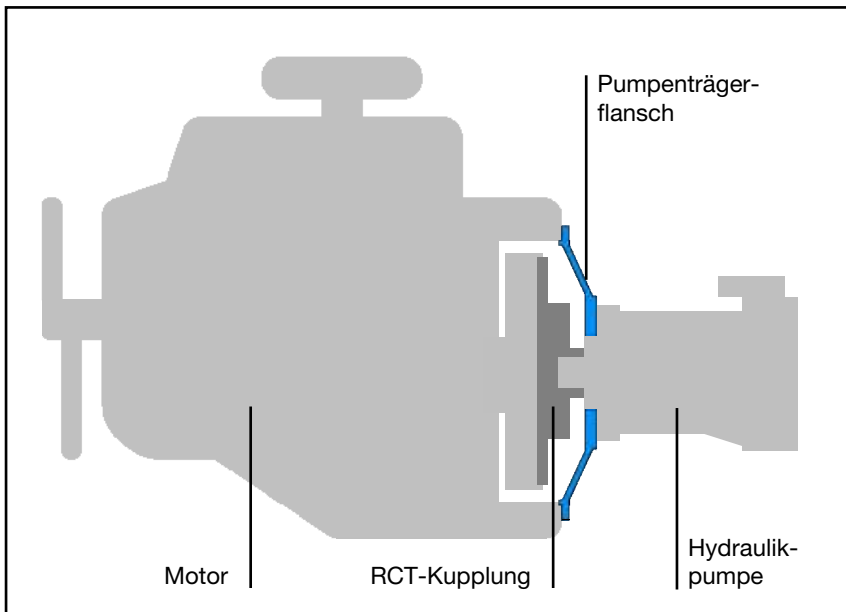 Pumpenträger-
flansch
Motor
RCT-Kupplung
Hydraulik-
pumpe